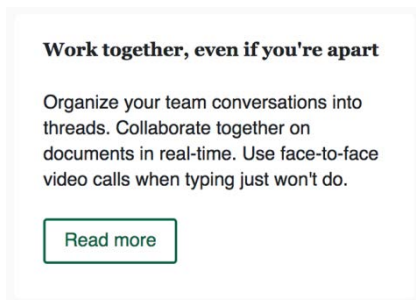 Work together, even if you're apart
Organize your team conversations into
threads. Collaborate together on
documents in real-time. Use face-to-face
video calls when typing just won't do.
Read more